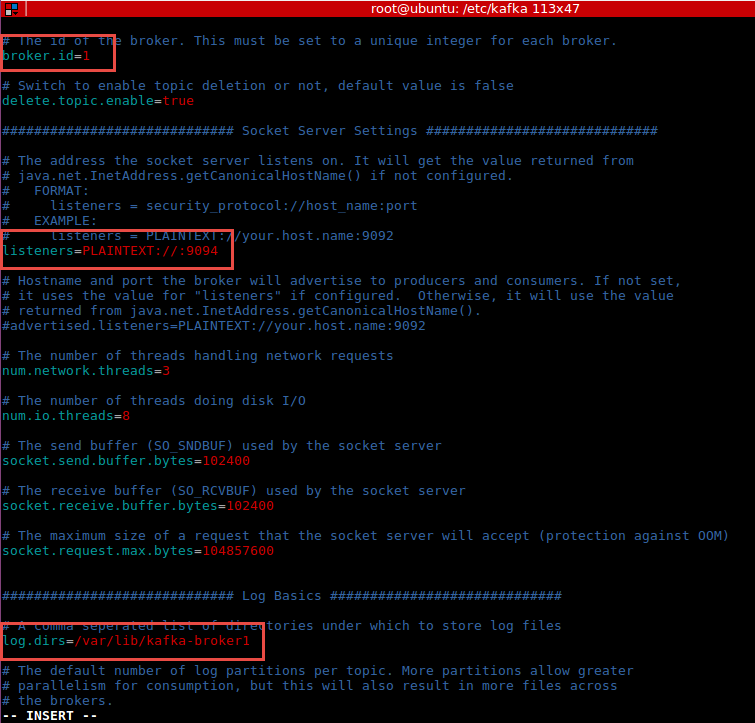 root@ubuntu: /etc/kafka 113x47
# The id of the broker. This must be set to a unique integer for each broker.
broker.id=1
# Switch to enable topic deletion or not, default value is false
delete.topic.enable=true
############################# Socket Server Settings #############################
# The address the socket server listens on. It will get the value returned from
# java.net.InetAddress.getCanonicalHostName() if not configured.
#   FORMAT:
#     listeners = security_protocol://host_name:port
#   EXAMPLE:
#     listeners = PLAINTEXT://your.host.name:9092
listeners=PLAINTEXT://:9094
# Hostname and port the broker will advertise to producers and consumers. If not set,
# it uses the value for "listeners" if configured.  Otherwise, it will use the value
# returned from java.net.InetAddress.getCanonicalHostName().
#advertised.listeners=PLAINTEXT://your.host.name:9092
# The number of threads handling network requests
num.network.threads=3
# The number of threads doing disk I/O
num.io.threads=8
# The send buffer (SO_SNDBUF) used by the socket server
socket.send.buffer.bytes=102400
# The receive buffer (SO_RCVBUF) used by the socket server
socket.receive.buffer.bytes=102400
# The maximum size of a request that the socket server will accept (protection against OOM)
socket.request.max.bytes=104857600
############################# Log Basics #############################
# A comma seperated list of directories under which to store log files
log.dirs=/var/lib/kafka-broker1
# The default number of log partitions per topic. More partitions allow greater
# parallelism for consumption, but this will also result in more files across
# the brokers.
-- INSERT --